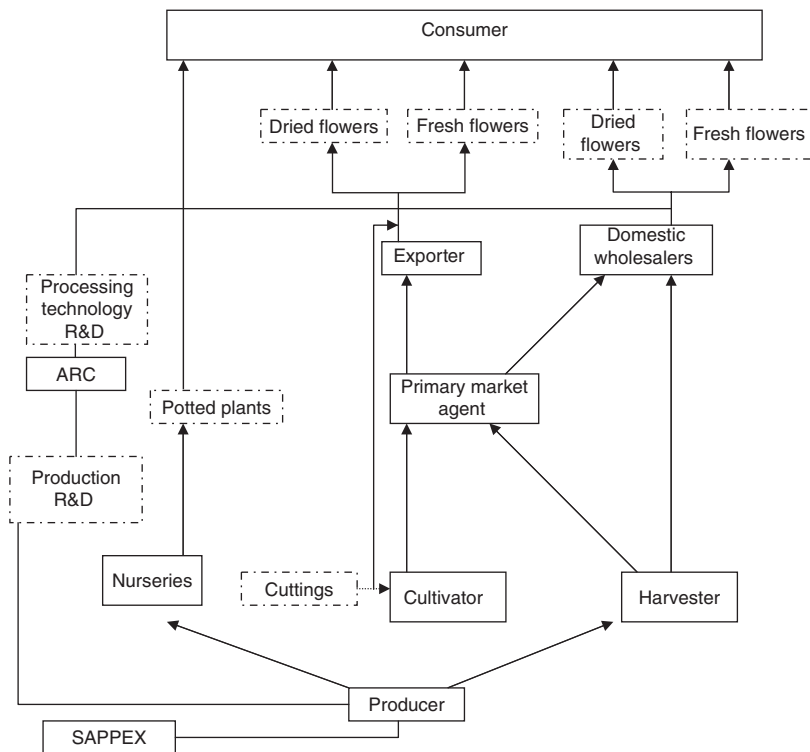 Consumer
Dried flowers
Fresh flowers
Dried
flowers
Fresh flowers
Exporter
Domestic
wholesalers
Processing
technology
R&D
ARC
Potted plants
Primary market
agent
Production
R&D
Nurseries
Cuttings
Cultivator
Harvester
Producer
SAPPEX